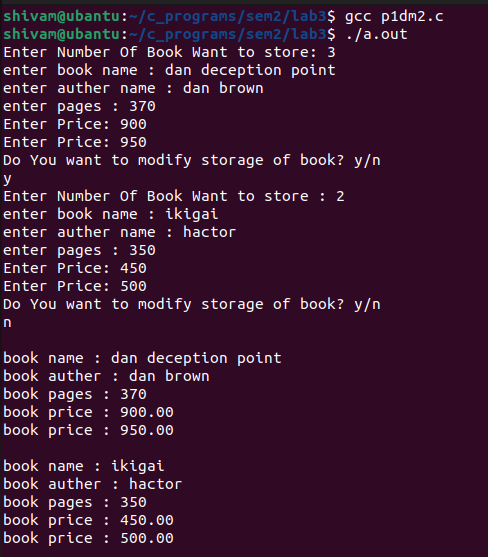 shivam@ubantu:~/c_programs/sem2/lab3$ gcc p1dm2.c
shivam@ubantu:~/c_programs/sem2/lab3$ ./a.out
Enter Number Of Book Want to store: 3
enter book name : dan deception point
enter auther name : dan brown
enter pages : 370
Enter Price: 900
Enter Price: 950
Do You want to modify storage of book? y/n
y
Enter Number Of Book Want to store : 2
enter book name : ikigai
enter auther name : hactor
enter pages : 350
Enter Price: 450
Enter Price: 500
Do You want to modify storage of book? y/n
n
book name : dan deception point
book auther : dan brown
book pages : 370
book price : 900.00
book price : 950.00
book name : ikigai
book auther : hactor
book pages : 350
book price : 450.00
book price : 500.00